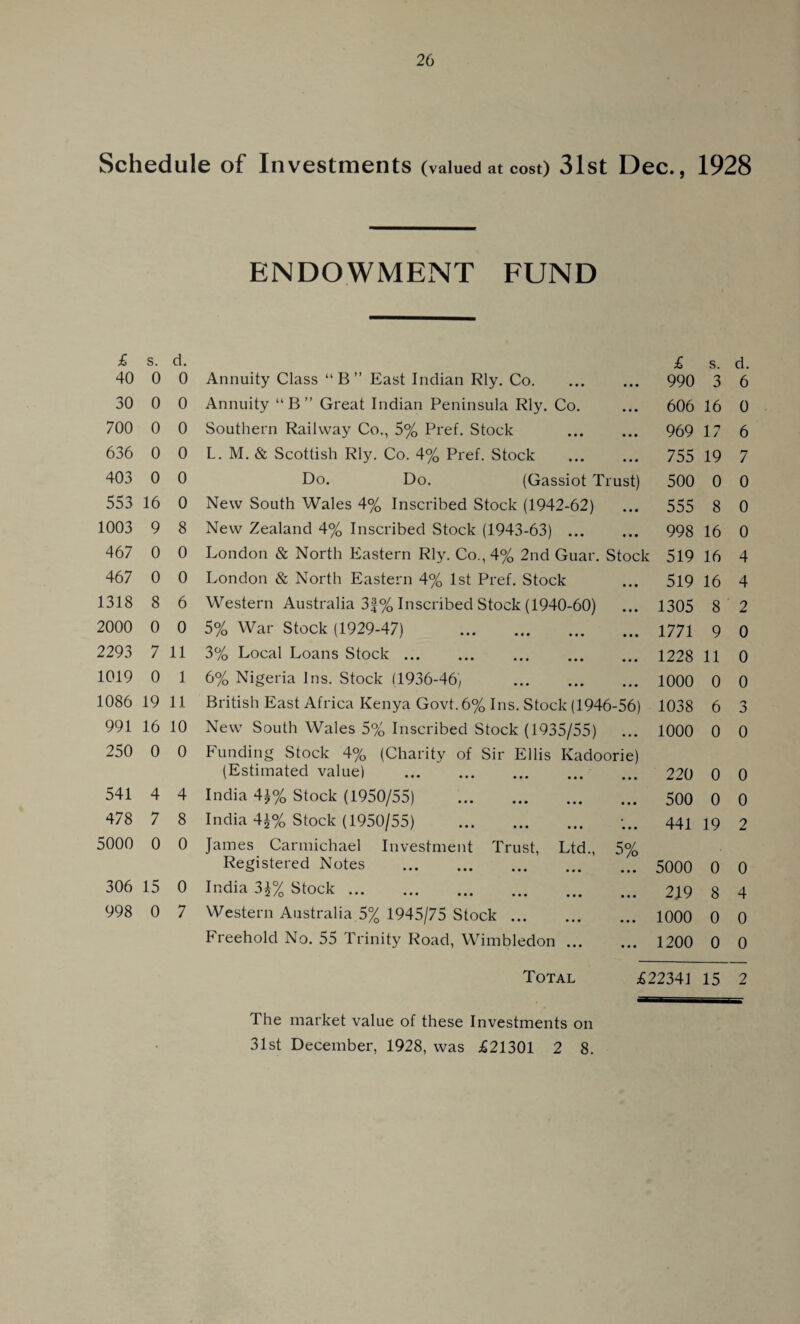 26
Schedule of Investments (valued at cost) 31st Dec., 1928
ENDOWMENT FUND
£ s. d. £ s. d.
40 0 0 Annuity Class “B” East Indian Rly. Co. ... ... 990 3 6
30 0 0 Annuity “B” Great Indian Peninsula Rly. Co. ... 606 16 0
700 0 0 Southern Railway Co., 5% Pref. Stock ... ... 969 17 6
636 0 0 L. M. & Scottish Rly. Co. 4% Pref. Stock ... ... 755 19 7
403 0 0 Do. Do. (Gassiot Trust) 500 0 0
553 16 0 New South Wales 4% Inscribed Stock (1942-62) ... 555 8 0
1003 9 8 New Zealand 4% Inscribed Stock (1943-63) ... ... 998 16 0
467 0 0 London & North Eastern Rly. Co., 4% 2nd Guar. Stock 519 16 4
467 0 0 London & North Eastern 4% 1st Pref. Stock ... 519 16 4
1318 8 6 Western Australia 3¾% Inscribed Stock (1940-60) ... 1305 8 2
2000 0 0 5% War Stock (1929-47) ... ... ... ... 1771 9 0
2293 7 11 3% Local Loans Stock ... ... ... ... ... 1228 11 0
1019 0 1 6% Nigeria Ins. Stock (1936-46) ... ... ... 1000 0 0
1086 19 11 British East Africa Kenya Govt. 6% Ins. Stock (1946-56) 1038 6 3
991 16 10 New South Wales 5% Inscribed Stock (1935/55) ... 1000 0 0
250 0 0 Funding Stock 4% (Charity of Sir Ellis Kadoorie)
(Estimated value) ... ... ... ... ... 220 0 0
541 4 4 India 4½% Stock (1950/55) ... ... ... ... 500 0 0
478 7 8 India 4½% Stock (1950/55) ... ... ... ... 441 19 2
5000 0 0 James Carmichael Investment Trust, Ltd., 5%
Registered Notes ... ... ... ... ... 5000 0 0
306 15 0 India 3½% Stock ... ... ... ... ... ... 219 8 4
998 0 7 Western Australia 5% 1945/75 Stock ... ... ... 1000 0 0
Freehold No. 55 Trinity Road, Wimbledon ... ... 1200 0 0
TOTAL £22341 15 2
The market value of these Investments on
31st December, 1928, was £21301 2 8.